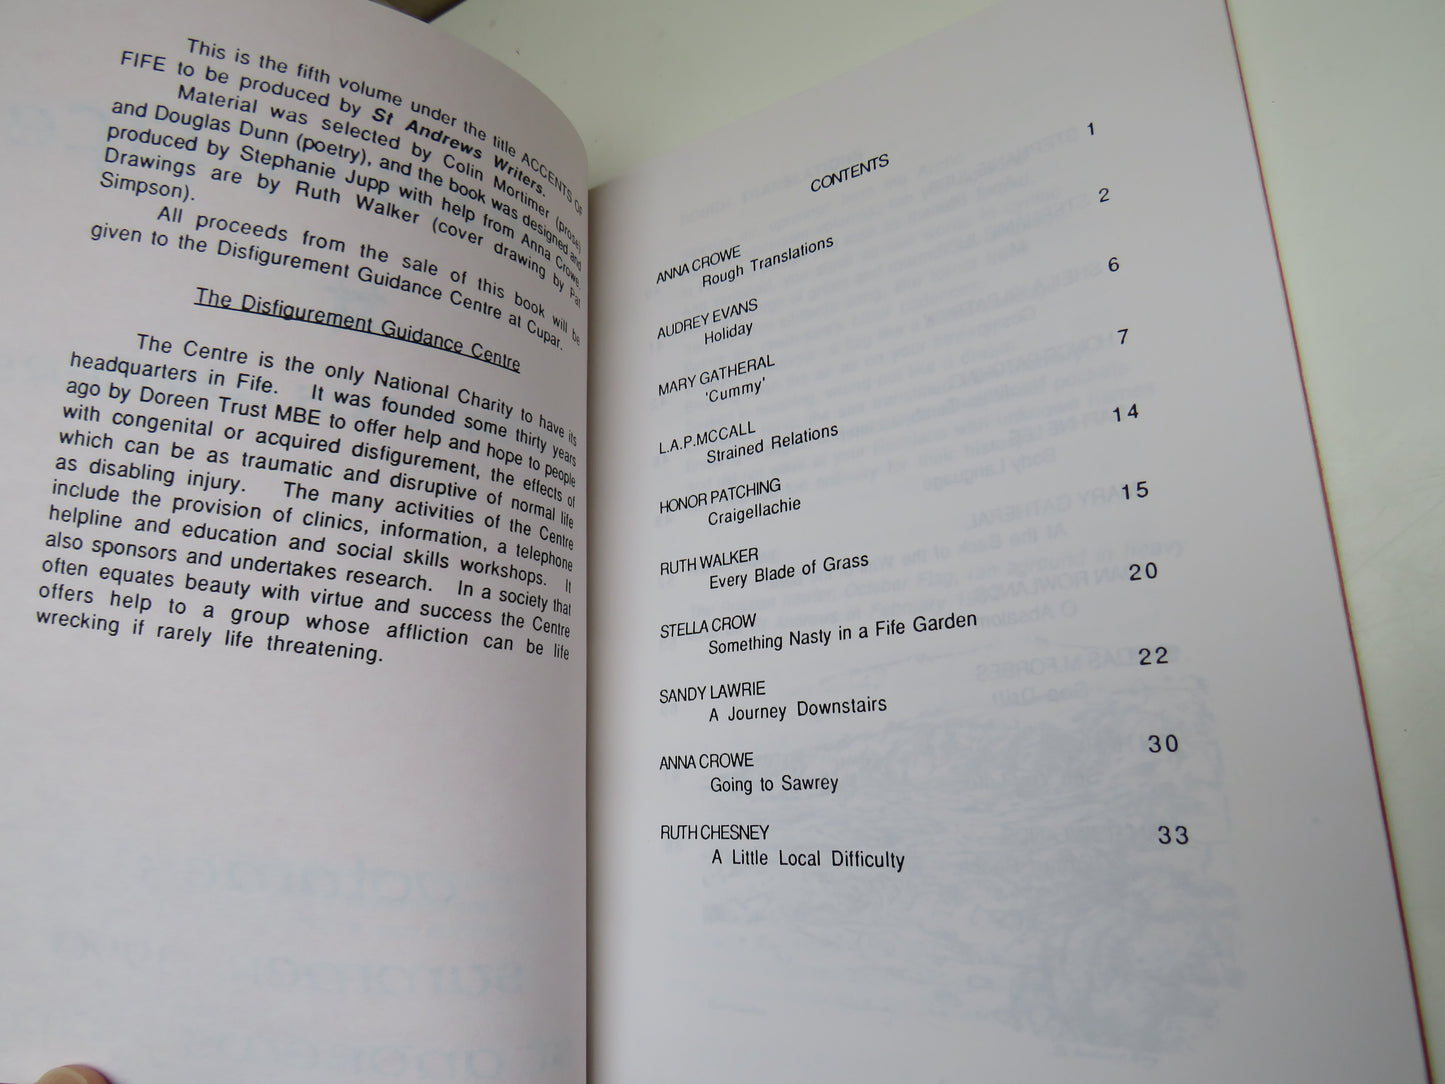 This is the fifth volume under the title ACCENTS OF
FIFE to be produced by St Andrews Writers.
Material was selected by Colin Mortimer (prose)
and Douglas Dunn (poetry), and the book was designed and
produced by Stephanie Jupp with help from Anna Crowe.
Drawings are by Ruth Walker (cover drawing by Pat
Simpson).
All proceeds from the sale of this book will be
given to the Disfigurement Guidance Centre at Cupar.
The Disfigurement Guidance Centre
The Centre is the only National Charity to have its
headquarters in Fife. It was founded some thirty years
ago by Doreen Trust MBE to offer help and hope to people
with congenital or acquired disfigurement, the effects of
which can be as traumatic and disruptive of normal life
as disabling injury. The many activities of the Centre
include the provision of clinics, information, a telephone
helpline and education and social skills workshops. It
also sponsors and undertakes research. In a society that
often equates beauty with virtue and success the Centre
offers help to a group whose affliction can be life
wrecking if rarely life threatening.
CONTENTS
ANNA CROWE 1
Rough Translations
AUDREY EVANS 2
Holiday
MARY GATHERAL 6
'Cummy'
L.A.P.MCCALL 7
Strained Relations
HONOR PATCHING 14
Craigellachie
RUTH WALKER 15
Every Blade of Grass
STELLA CROW 20
Something Nasty in a Fife Garden
SANDY LAWRIE 22
A Journey Downstairs
ANNA CROWE 30
Going to Sawrey
RUTH CHESNEY 33
A Little Local Difficulty